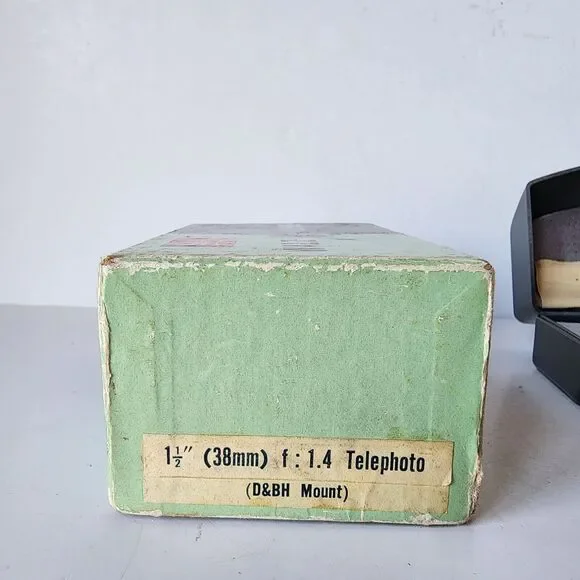 1½″ (38mm) f : 1.4 Telephoto
(D&BH Mount)